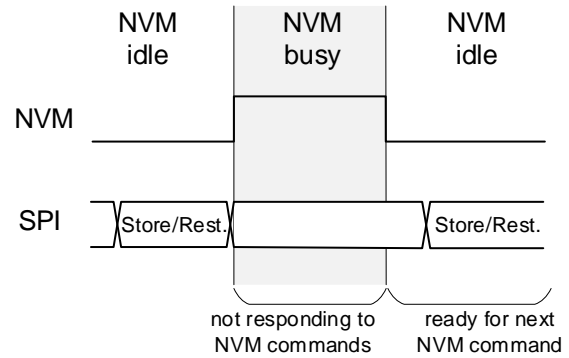 NVM NVM NVM
idle busy idle
NVM
SPI Store/Rest. Store/Rest.
not responding to ready for next
NVM commands NVM command